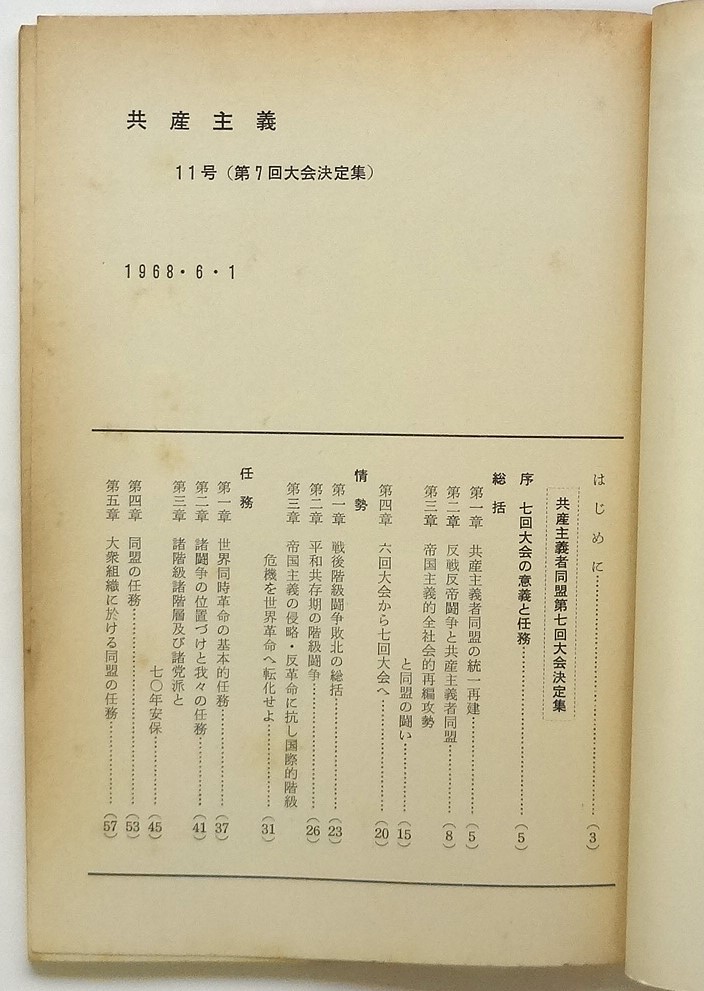 共産主義
11号（第7回大会決定集）
1968・6・1
はじめに…………(3)
共産主義者同盟第七回大会決定集
序　七回大会の意義と任務…………(5)
総括
第一章　共産主義者同盟の統一再建…………(5)
第二章　反戦反帝闘争と共産主義者同盟…………(8)
第三章　帝国主義的全社会的再編攻勢
と同盟の闘い…………(15)
第四章　六回大会から七回大会へ…………(20)
情勢
第一章　戦後階級闘争敗北の総括…………(23)
第二章　平和共存期の階級闘争…………(26)
第三章　帝国主義の侵略・反革命に抗し国際的階級
危機を世界革命へ転化せよ…………(31)
任務
第一章　世界同時革命の基本的任務…………(37)
第二章　諸闘争の位置づけと我々の任務…………(41)
第三章　諸階級諸階層及び諸党派と
七〇年安保…………(45)
第四章　同盟の任務…………(53)
第五章　大衆組織に於ける同盟の任務…………(57)